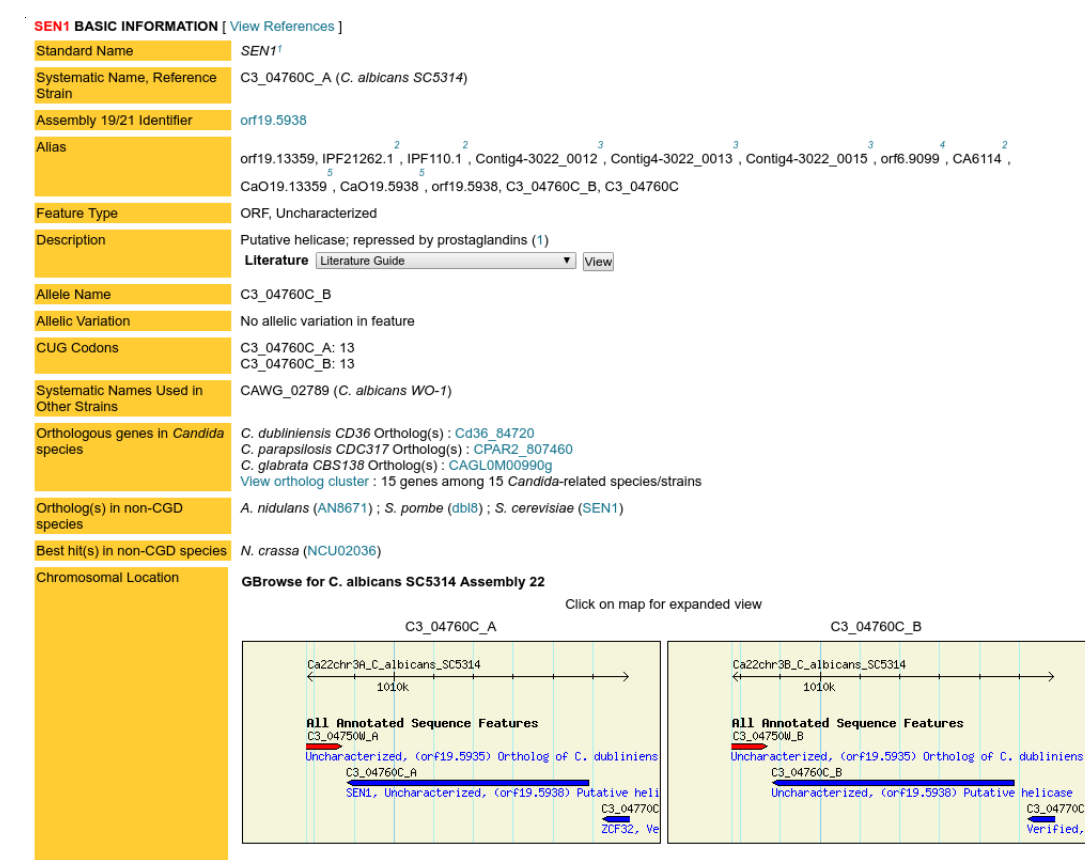 SEN1 BASIC INFORMATION [ View References ]
Standard Name SEN1 1
Systematic Name, Reference Strain C3_04760C_A (C. albicans SC5314)
Assembly 19/21 Identifier orf19.5938
Alias orf19.13359, IPF21262.1 2 , IPF110.1 2 , Contig4-3022_0012 3 , Contig4-3022_0013 3 , Contig4-3022_0015 3 , orf6.9099 4 , CA6114 2 ,
CaO19.13359 5 , CaO19.5938 5 , orf19.5938, C3_04760C_B, C3_04760C
Feature Type ORF, Uncharacterized
Description Putative helicase; repressed by prostaglandins (1)
Literature Literature Guide ▼ View
Allele Name C3_04760C_B
Allelic Variation No allelic variation in feature
CUG Codons C3_04760C_A: 13
C3_04760C_B: 13
Systematic Names Used in Other Strains CAWG_02789 (C. albicans WO-1)
Orthologous genes in Candida species C. dubliniensis CD36 Ortholog(s) : Cd36_84720
C. parapsilosis CDC317 Ortholog(s) : CPAR2_807460
C. glabrata CBS138 Ortholog(s) : CAGL0M00990g
View ortholog cluster : 15 genes among 15 Candida-related species/strains
Ortholog(s) in non-CGD species A. nidulans (AN8671) ; S. pombe (dbl8) ; S. cerevisiae (SEN1)
Best hit(s) in non-CGD species N. crassa (NCU02036)
Chromosomal Location GBrowse for C. albicans SC5314 Assembly 22
Click on map for expanded view
C3_04760C_A
Ca22chr3A_C_albicans_SC5314
1010k
All Annotated Sequence Features
C3_04750W_A
Uncharacterized, (orf19.5935) Ortholog of C. dubliniens
C3_04760C_A
SEN1, Uncharacterized, (orf19.5938) Putative heli
C3_04770C
ZCF32, Ve
C3_04760C_B
Ca22chr3B_C_albicans_SC5314
1010k
All Annotated Sequence Features
C3_04750W_B
Uncharacterized, (orf19.5935) Ortholog of C. dubliniens
C3_04760C_B
Uncharacterized, (orf19.5938) Putative helicase
C3_04770C
Verified,